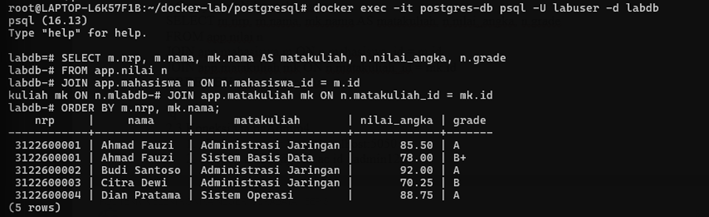 root@LAPTOP-L6K57F1B:~/docker-lab/postgresql# docker exec -it postgres-db psql -U labuser -d labdb
psql (16.13)
Type "help" for help.

labdb=# SELECT m.nrp, m.nama, mk.nama AS matakuliah, n.nilai_angka, n.grade
labdb-# FROM app.nilai n
labdb-# JOIN app.mahasiswa m ON n.mahasiswa_id = m.id
kuliah mk ON n.mlabdb-# JOIN app.matakuliah mk ON n.matakuliah_id = mk.id
labdb-# ORDER BY m.nrp, mk.nama;
    nrp     |     nama     |      matakuliah      | nilai_angka | grade
------------+--------------+----------------------+-------------+-------
 3122600001 | Ahmad Fauzi  | Administrasi Jaringan |       85.50 | A
 3122600001 | Ahmad Fauzi  | Sistem Basis Data    |       78.00 | B+
 3122600002 | Budi Santoso | Administrasi Jaringan |       92.00 | A
 3122600003 | Citra Dewi   | Administrasi Jaringan |       70.25 | B
 3122600004 | Dian Pratama | Sistem Operasi       |       88.75 | A
(5 rows)